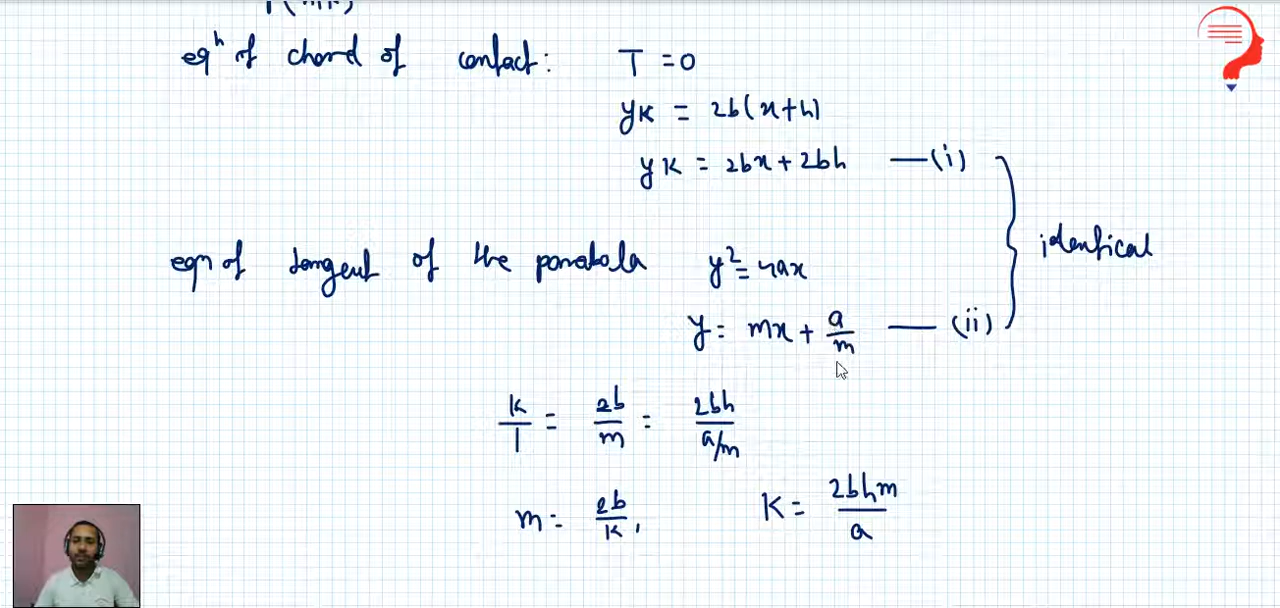 eqⁿ of chord of contact: T = 0
yk = 2b(x+h)
yk = 2bx + 2bh —(i)
identical
eqn of tangent of the parabola y² = 4ax
y = mx + a/m —(ii)
k/1 = 2b/m = 2bh/a/m
m = 2b/k, k = 2bhm/a